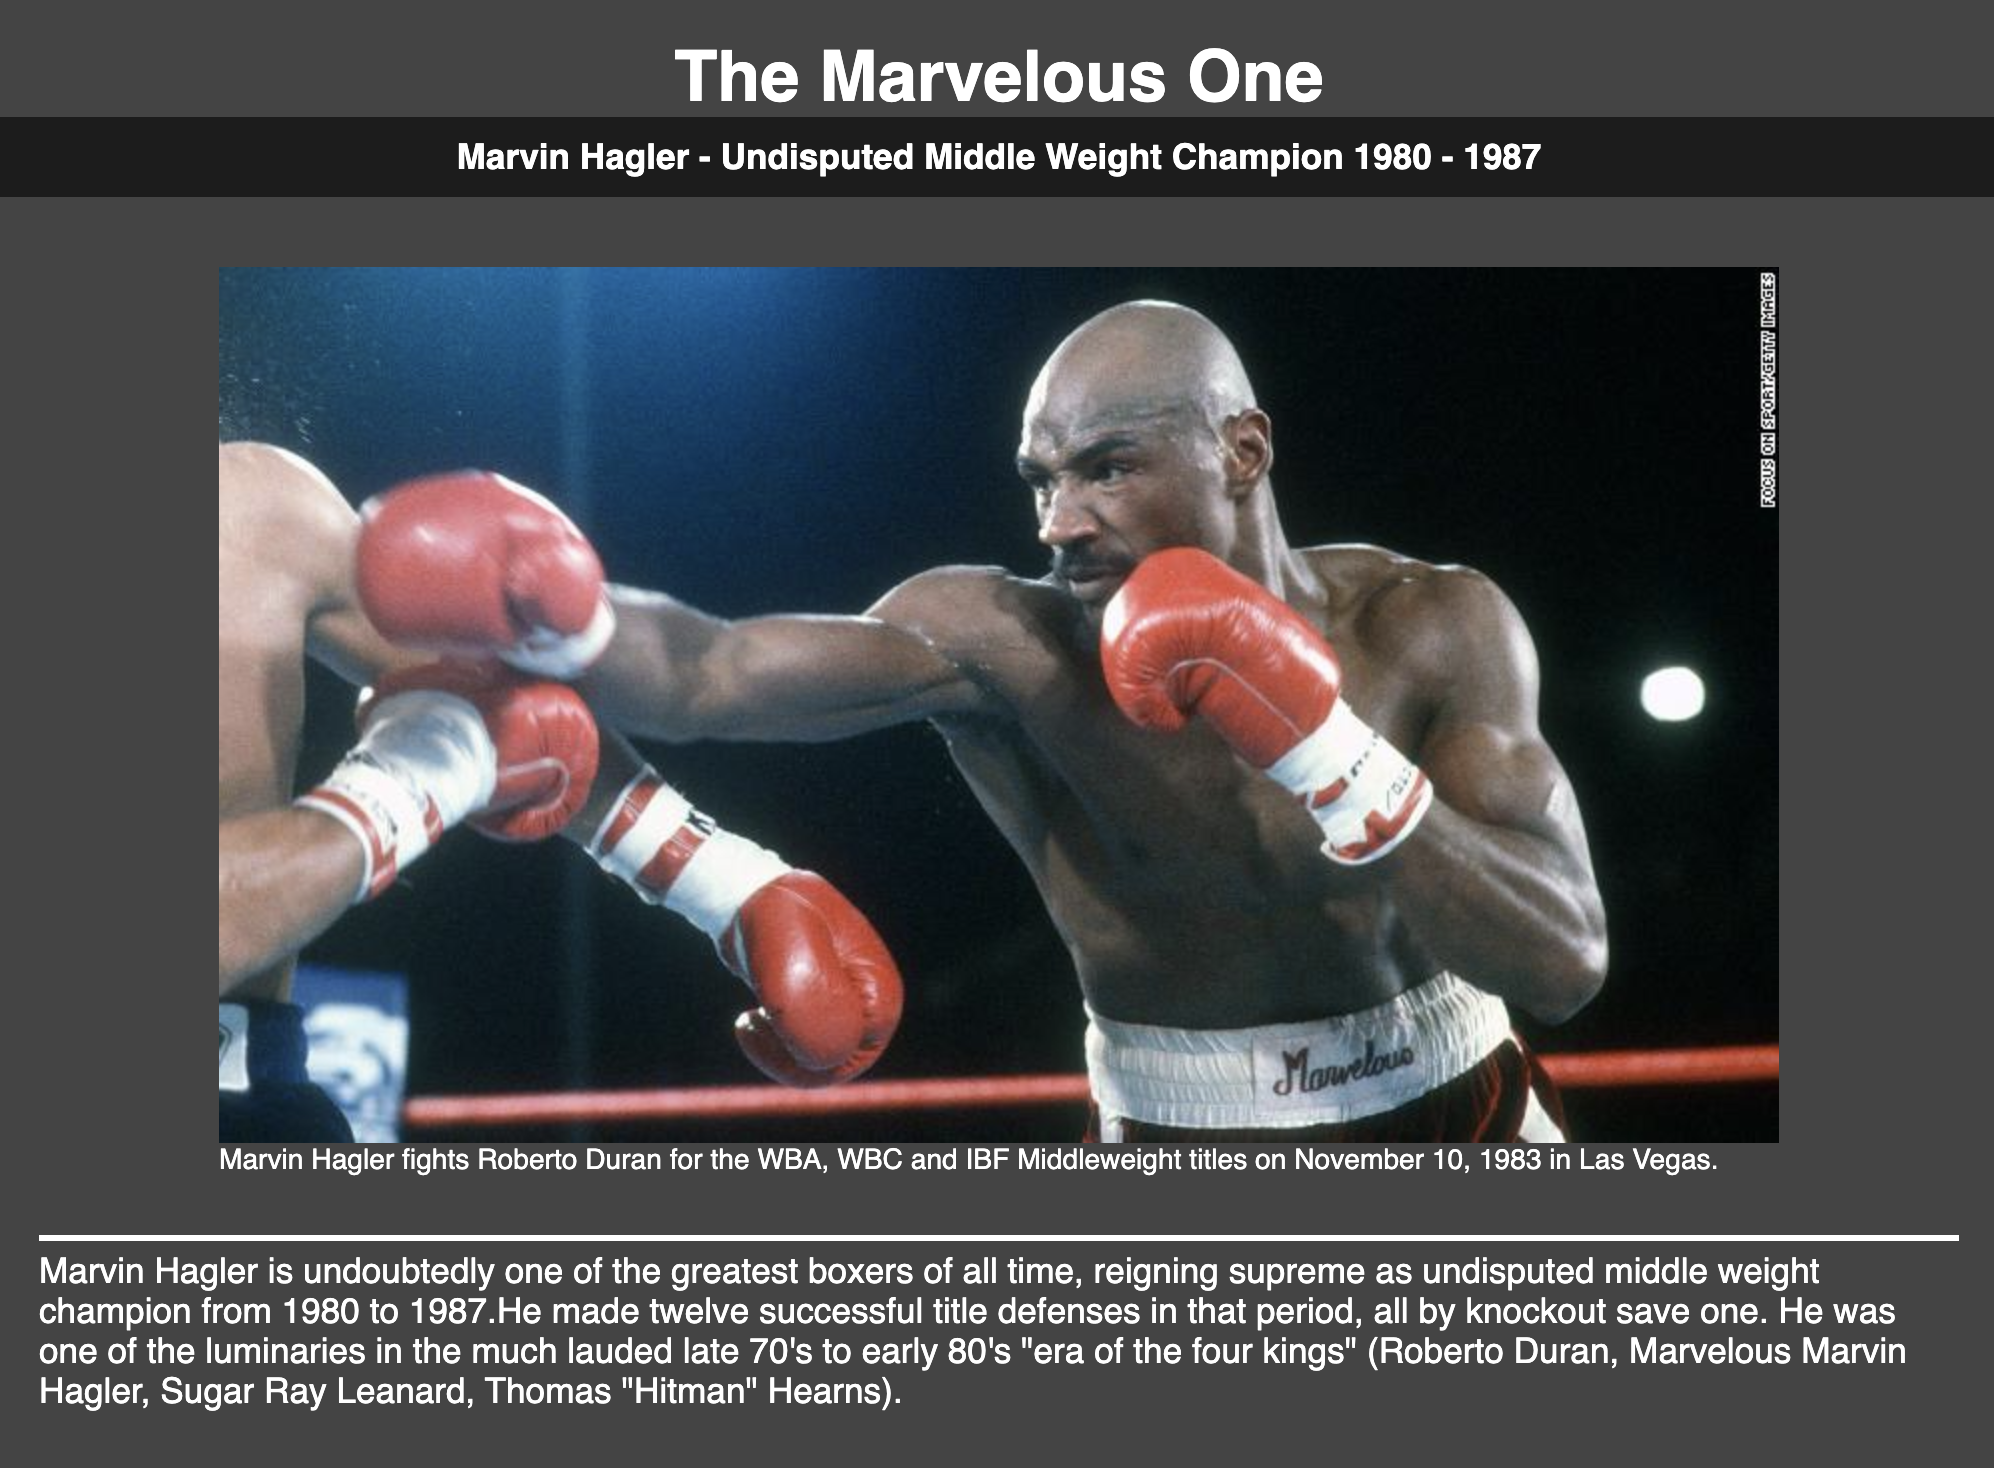 The Marvelous One
Marvin Hagler - Undisputed Middle Weight Champion 1980 - 1987
FOCUS ON SPORT/GETTY IMAGES
Marvelous
Marvin Hagler fights Roberto Duran for the WBA, WBC and IBF Middleweight titles on November 10, 1983 in Las Vegas.
Marvin Hagler is undoubtedly one of the greatest boxers of all time, reigning supreme as undisputed middle weight
champion from 1980 to 1987.He made twelve successful title defenses in that period, all by knockout save one. He was
one of the luminaries in the much lauded late 70's to early 80's "era of the four kings" (Roberto Duran, Marvelous Marvin
Hagler, Sugar Ray Leanard, Thomas "Hitman" Hearns).